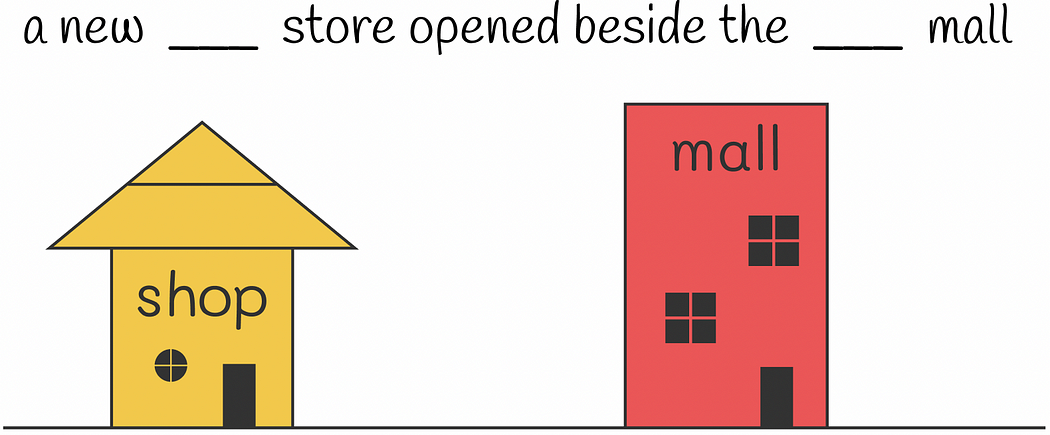 a new ___ store opened beside the ___ mall
mall
shop